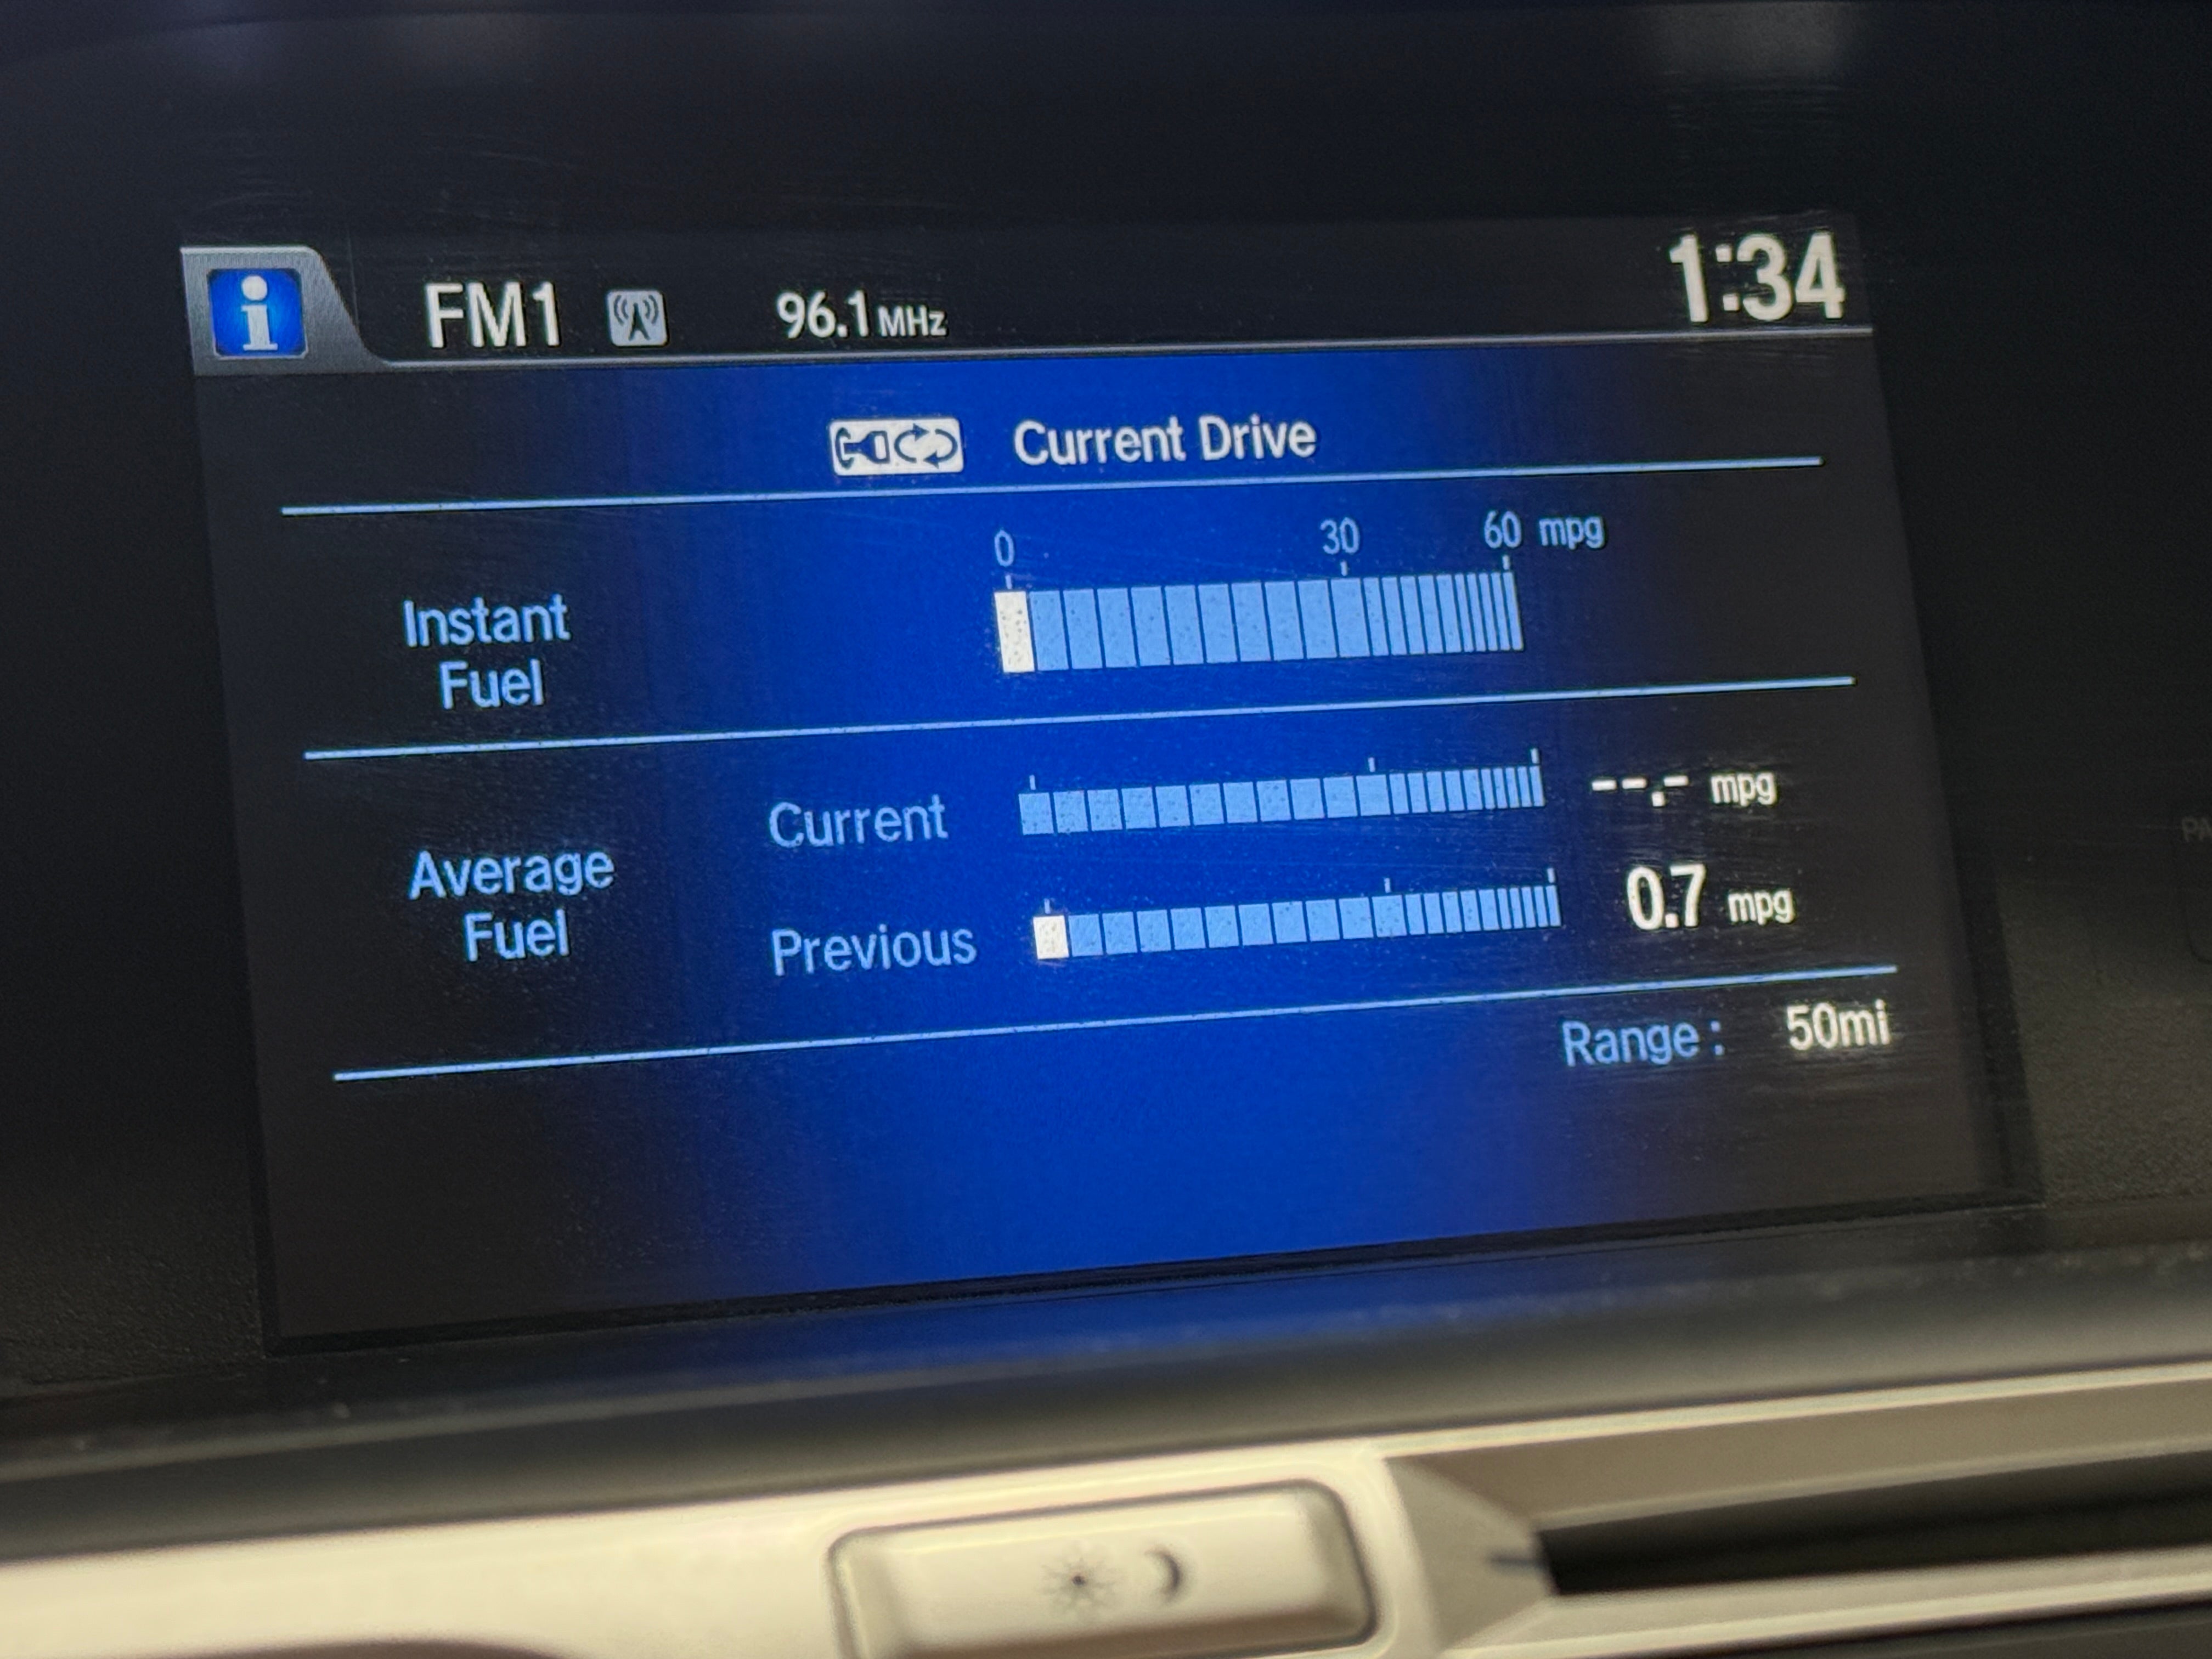 i FM1 96.1 MHz 1:34
Current Drive
0 30 60 mpg
Instant
Fuel
Current --.- mpg
Average
Fuel
Previous 0.7 mpg
Range: 50mi